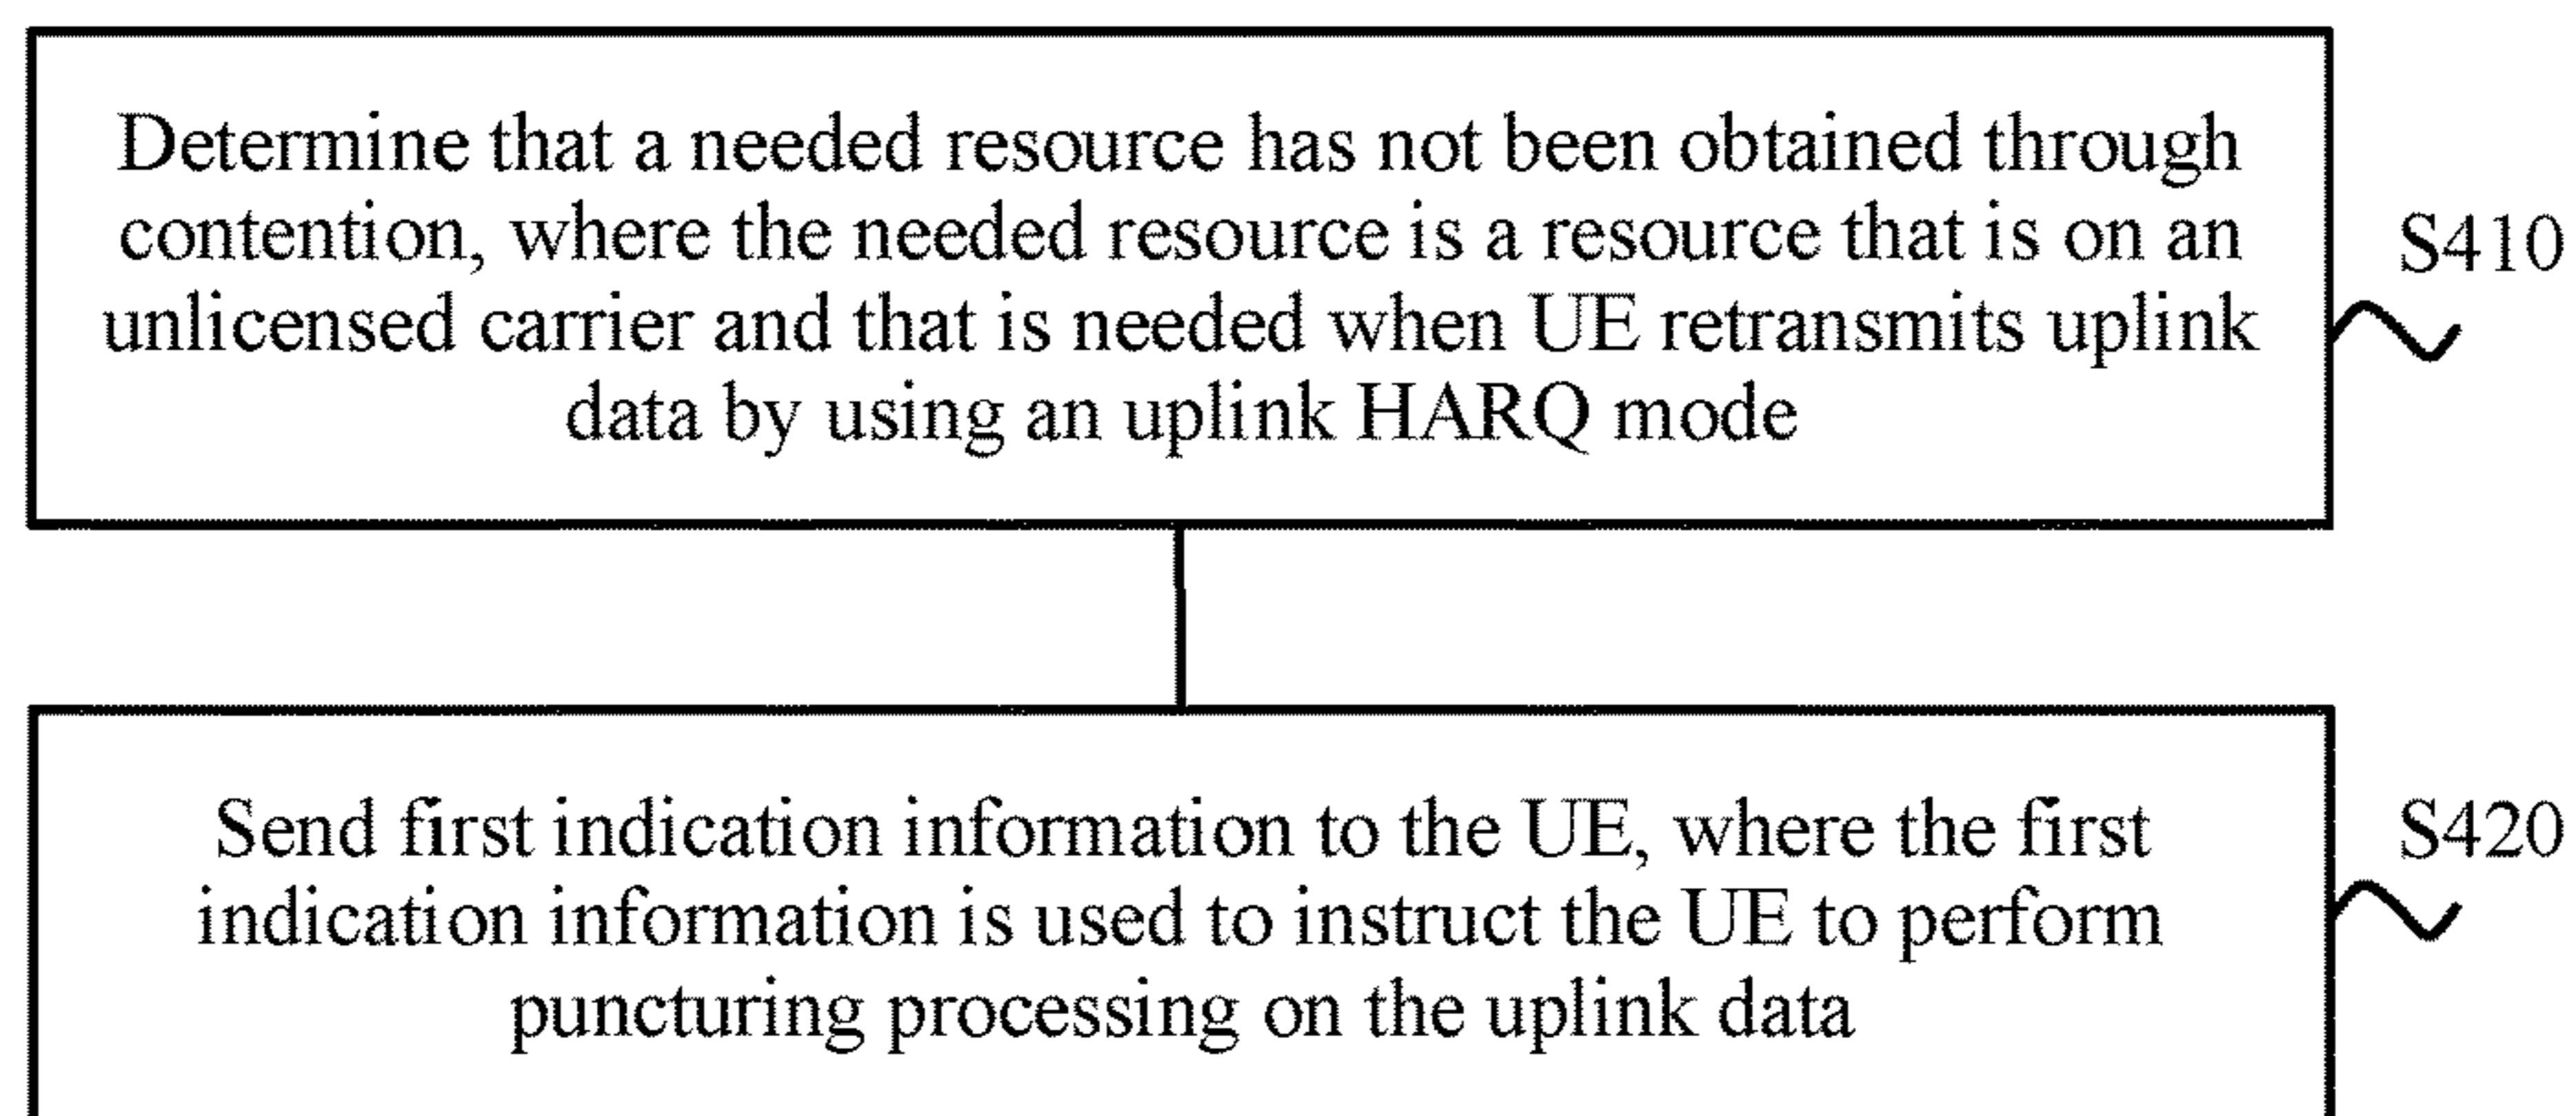 Determine that a needed resource has not been obtained through
contention, where the needed resource is a resource that is on an
unlicensed carrier and that is needed when UE retransmits uplink
data by using an uplink HARQ mode
S410
Send first indication information to the UE, where the first
indication information is used to instruct the UE to perform
puncturing processing on the uplink data
S420